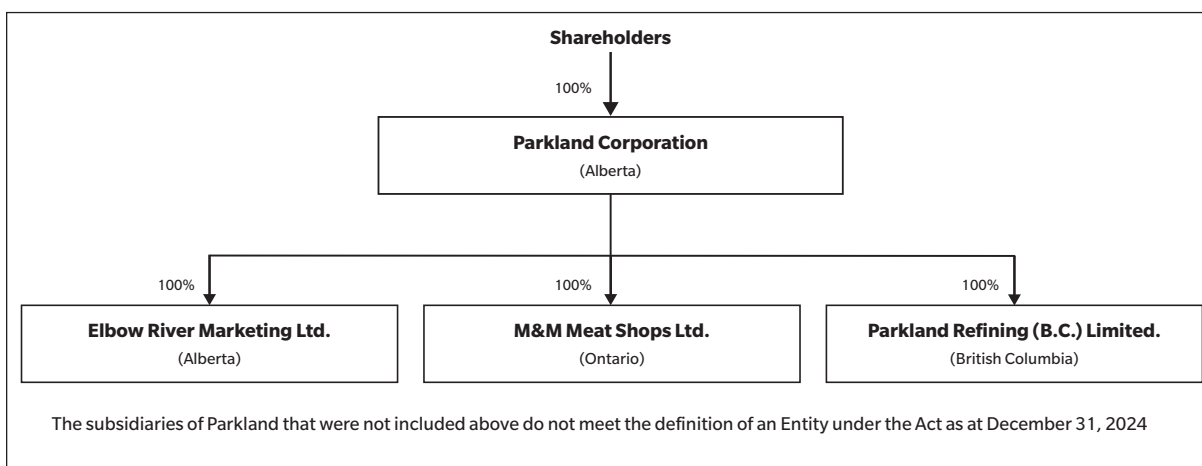 Shareholders
100%
Parkland Corporation
(Alberta)
100%
100%
100%
Elbow River Marketing Ltd.
(Alberta)
M&M Meat Shops Ltd.
(Ontario)
Parkland Refining (B.C.) Limited.
(British Columbia)
The subsidiaries of Parkland that were not included above do not meet the definition of an Entity under the Act as at December 31, 2024